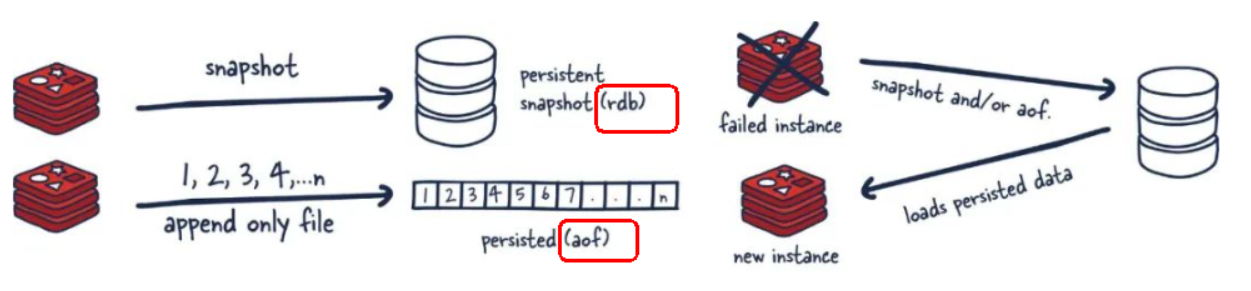 snapshot
persistent
snapshot (rdb)
1, 2, 3, 4,...n
append only file
1 2 3 4 5 6 7 . . . n
persisted (aof)
failed instance
snapshot and/or aof.
loads persisted data
new instance